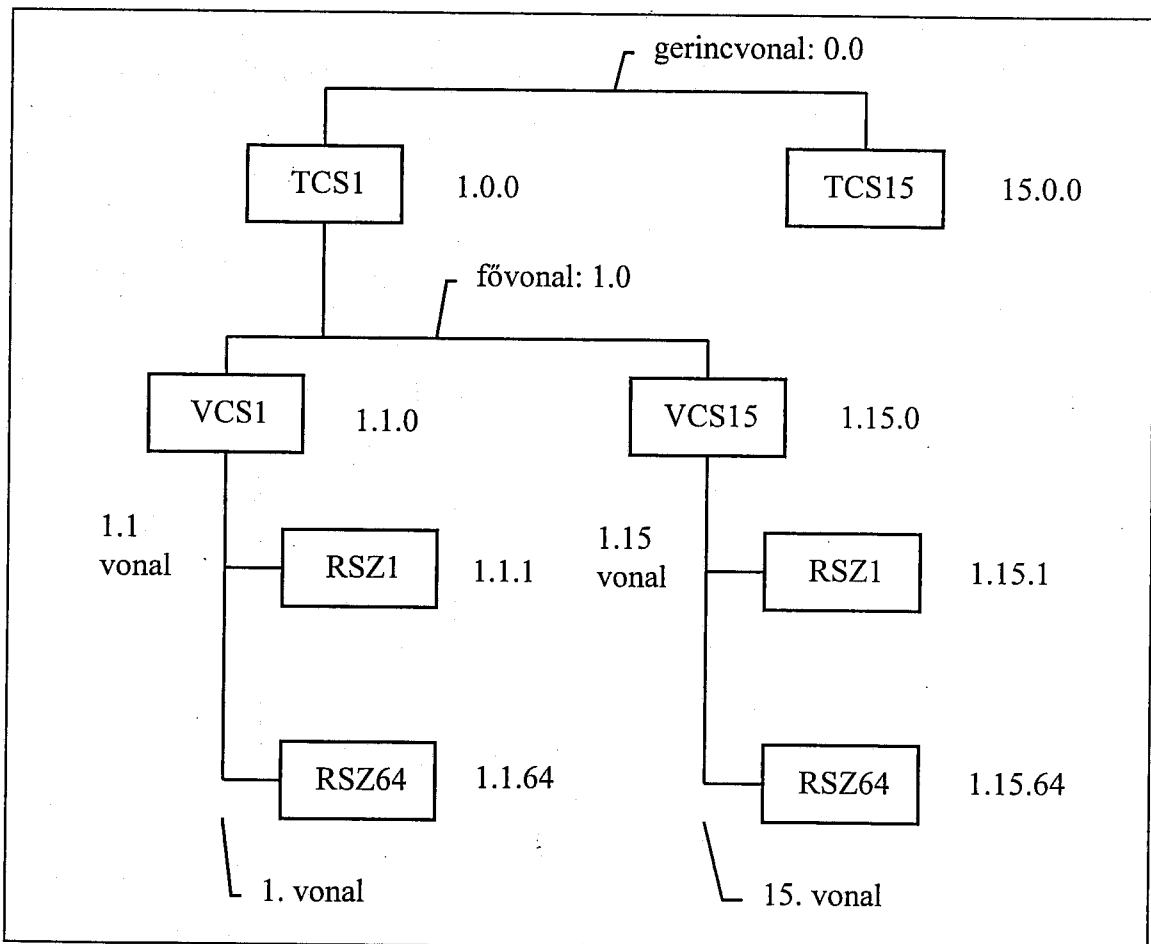 gerincvonal: 0.0
TCS1
1.0.0
TCS15
15.0.0
fővonal: 1.0
VCS1
1.1.0
VCS15
1.15.0
1.1
vonal
RSZ1
1.1.1
1.15
vonal
RSZ1
1.15.1
RSZ64
1.1.64
RSZ64
1.15.64
1. vonal
15. vonal